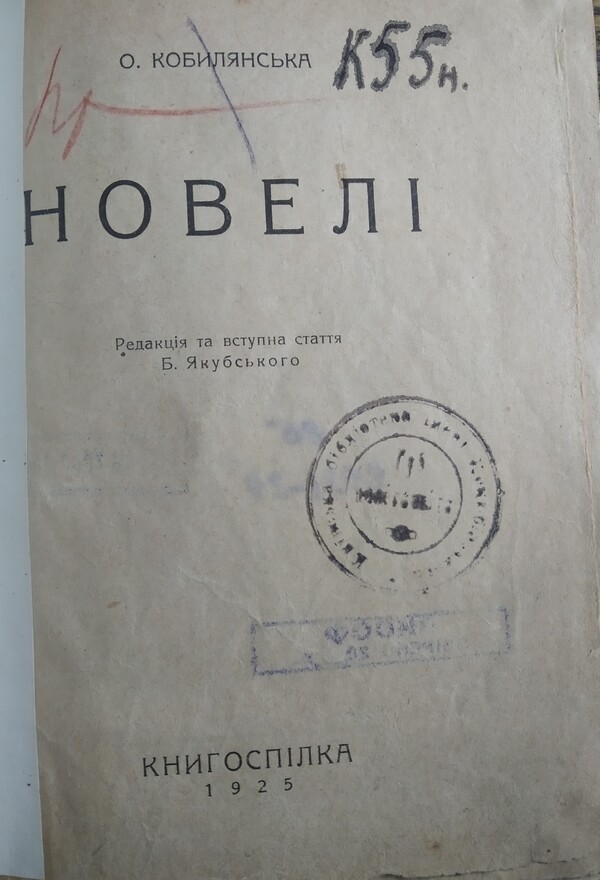 О. КОБИЛЯНСЬКА
К55н.
НОВЕЛІ
Редакція та вступна стаття
Б. Якубського
КНИГОСПІЛКА
1925